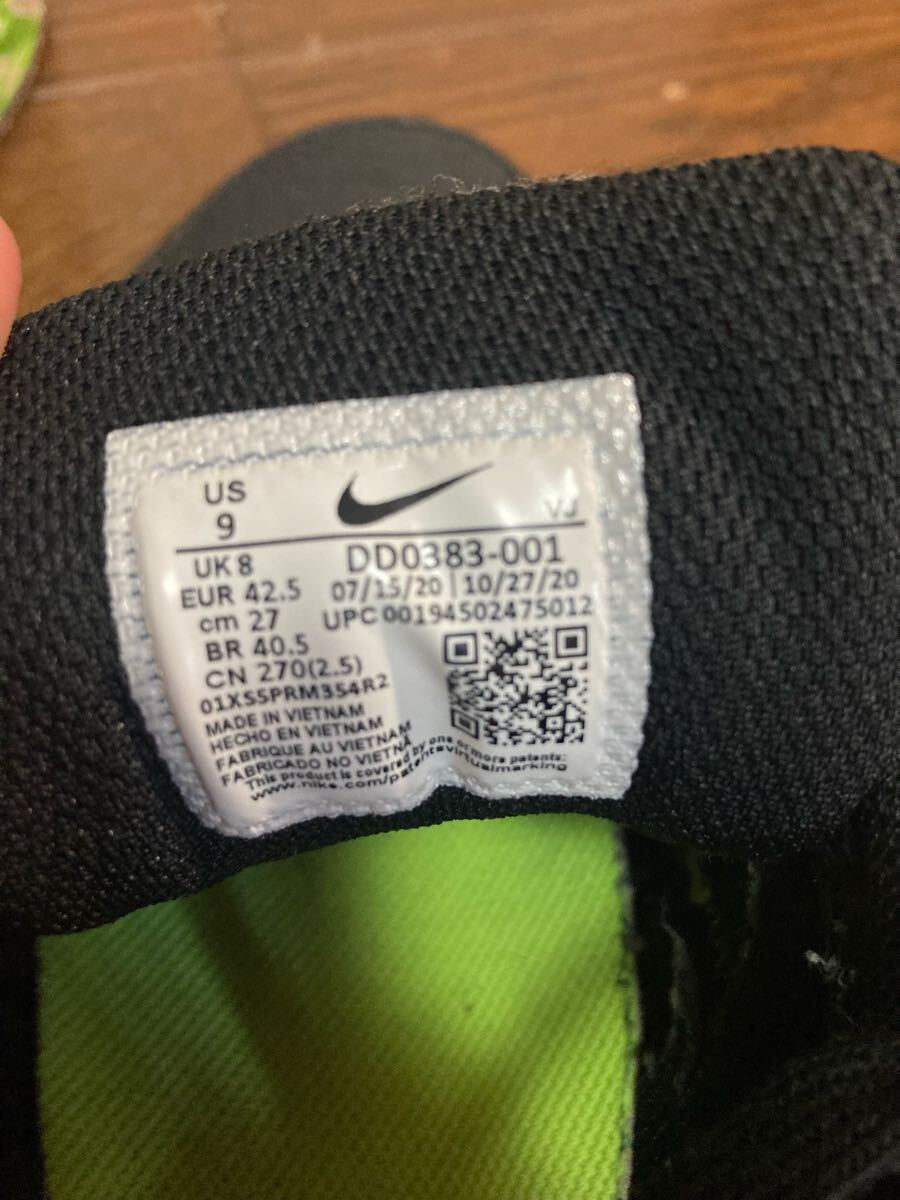 US
9
VJ
UK 8
DD0383-001
EUR 42.5
07/15/20 | 10/27/20
cm 27
UPC 00194502475012
BR 40.5
CN 270(2.5)
01XS5PRM354R2
MADE IN VIETNAM
HECHO EN VIETNAM
FABRIQUE AU VIETNAM
FABRICADO NO VIETNÃ
This product is covered by one or more patents:
www.nike.com/patentsvirtualmarking